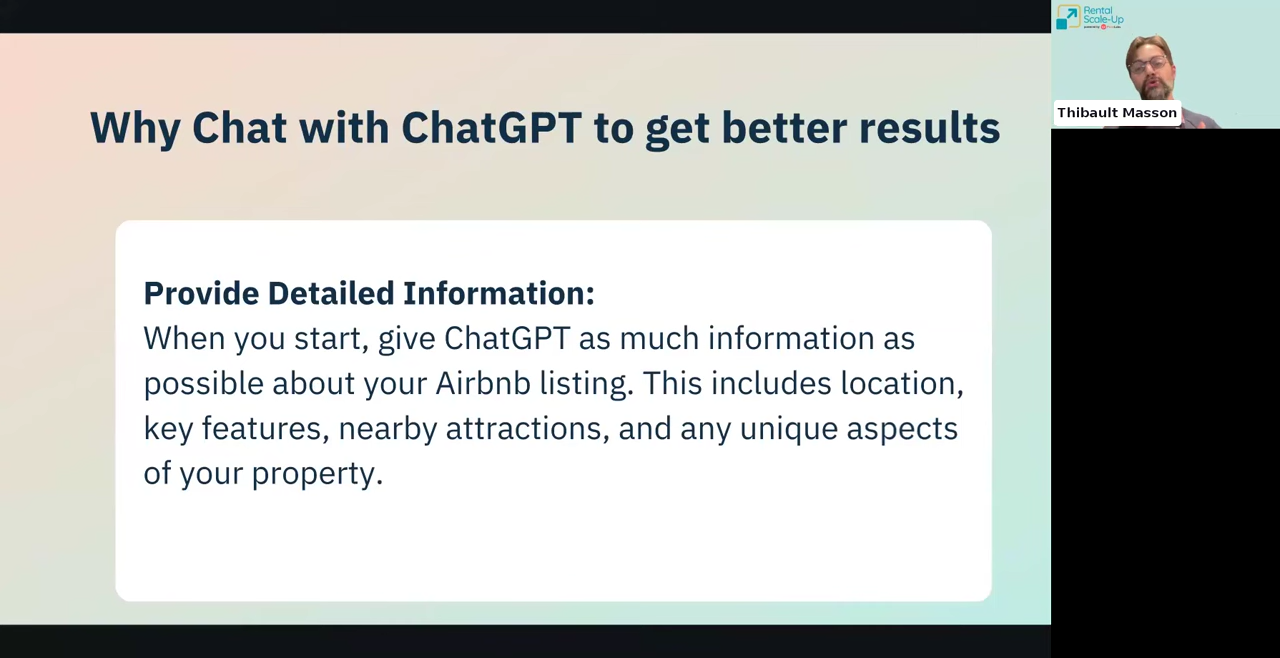 Why Chat with ChatGPT to get better results
Provide Detailed Information:
When you start, give ChatGPT as much information as
possible about your Airbnb listing. This includes location,
key features, nearby attractions, and any unique aspects
of your property.
Rental
Scale-Up
Thibault Masson